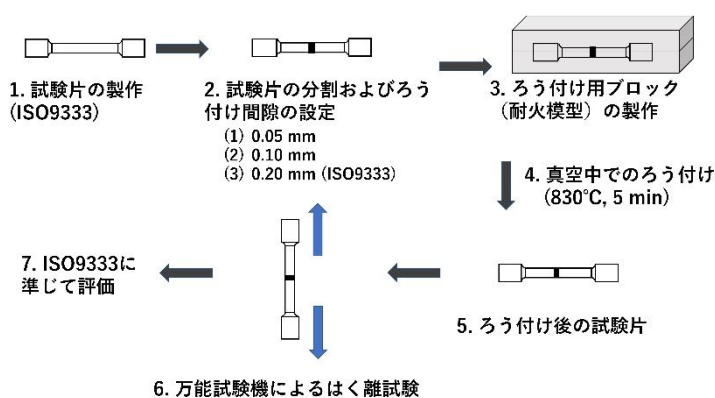 1. 試験片の製作
(ISO9333)
2. 試験片の分割およびろう
付け間隙の設定
(1) 0.05 mm
(2) 0.10 mm
(3) 0.20 mm (ISO9333)
3. ろう付け用ブロック
（耐火模型）の製作
4. 真空中でのろう付け
(830℃, 5 min)
5. ろう付け後の試験片
6. 万能試験機によるはく離試験
7. ISO9333に
準じて評価